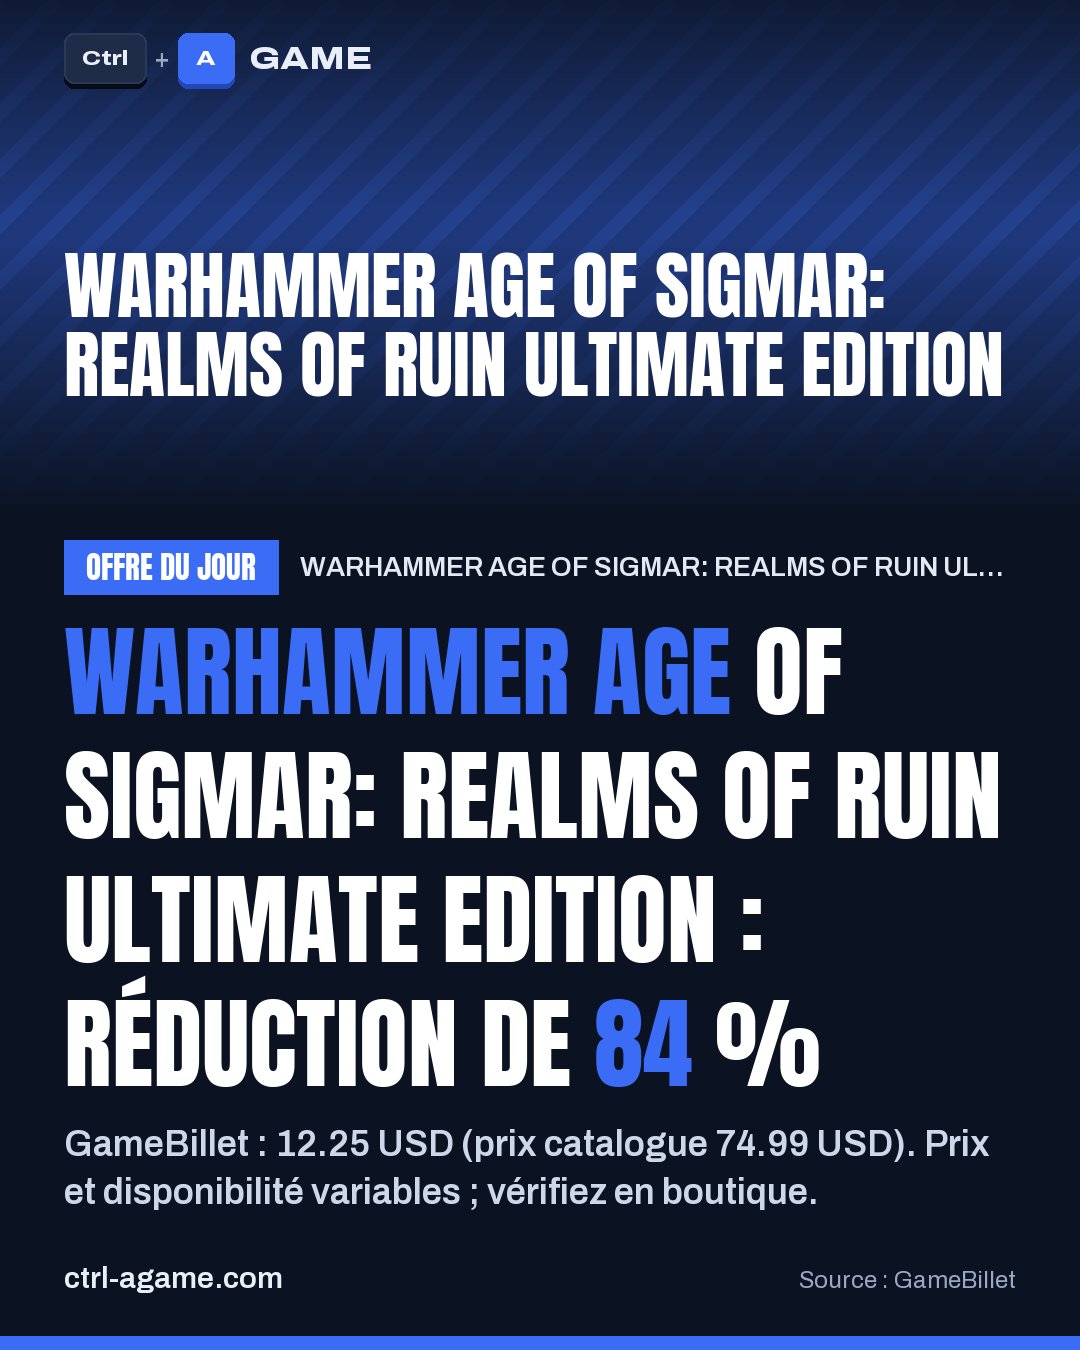 Ctrl + A GAME
WARHAMMER AGE OF SIGMAR:
REALMS OF RUIN ULTIMATE EDITION
OFFRE DU JOUR WARHAMMER AGE OF SIGMAR: REALMS OF RUIN UL...
WARHAMMER AGE OF
SIGMAR: REALMS OF RUIN
ULTIMATE EDITION :
RÉDUCTION DE 84 %
GameBillet : 12.25 USD (prix catalogue 74.99 USD). Prix
et disponibilité variables ; vérifiez en boutique.
ctrl-agame.com
Source : GameBillet